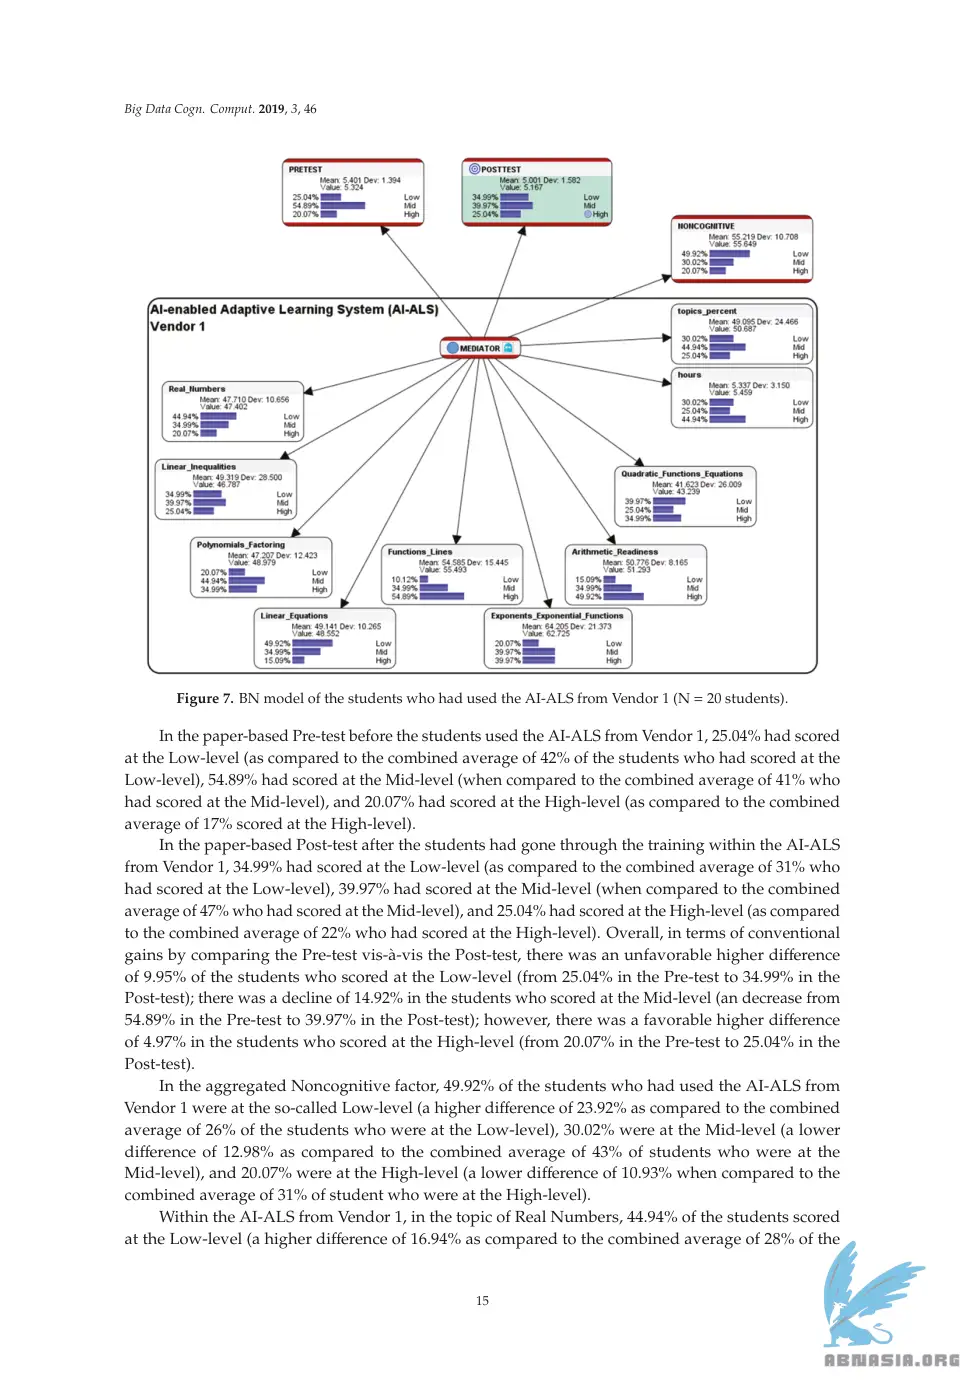 Big Data Cogn. Comput. 2019, 3, 46
PRETEST
Mean: 5.401 Dev: 1.394
Value: 5.324
25.04% Low
54.89% Mid
20.07% High
POSTTEST
Mean: 5.001 Dev: 1.582
Value: 5.167
34.99% Low
39.97% Mid
25.04% High
NONCOGNITIVE
Mean: 55.219 Dev: 10.708
Value: 55.649
49.92% Low
30.02% Mid
20.07% High
AI-enabled Adaptive Learning System (AI-ALS)
Vendor 1
MEDIATOR
topics_percent
Mean: 49.095 Dev: 24.466
Value: 50.687
30.02% Low
44.94% Mid
25.04% High
hours
Mean: 5.337 Dev: 3.150
Value: 5.459
30.02% Low
25.04% Mid
44.94% High
Real_Numbers
Mean: 47.710 Dev: 10.656
Value: 47.402
44.94% Low
34.99% Mid
20.07% High
Linear_Inequalities
Mean: 49.319 Dev: 28.500
Value: 46.787
34.99% Low
39.97% Mid
25.04% High
Quadratic_Functions_Equations
Mean: 41.623 Dev: 26.009
Value: 43.239
39.97% Low
25.04% Mid
34.99% High
Polynomials_Factoring
Mean: 47.207 Dev: 12.423
Value: 48.979
20.07% Low
44.94% Mid
34.99% High
Functions_Lines
Mean: 54.585 Dev: 15.445
Value: 55.493
10.12% Low
34.99% Mid
54.89% High
Arithmetic_Readiness
Mean: 50.776 Dev: 8.165
Value: 51.293
15.09% Low
34.99% Mid
49.92% High
Linear_Equations
Mean: 49.141 Dev: 10.265
Value: 48.552
49.92% Low
34.99% Mid
15.09% High
Exponents_Exponential_Functions
Mean: 64.205 Dev: 21.373
Value: 62.725
20.07% Low
39.97% Mid
39.97% High
Figure 7. BN model of the students who had used the AI-ALS from Vendor 1 (N = 20 students).
In the paper-based Pre-test before the students used the AI-ALS from Vendor 1, 25.04% had scored
at the Low-level (as compared to the combined average of 42% of the students who had scored at the
Low-level), 54.89% had scored at the Mid-level (when compared to the combined average of 41% who
had scored at the Mid-level), and 20.07% had scored at the High-level (as compared to the combined
average of 17% scored at the High-level).
In the paper-based Post-test after the students had gone through the training within the AI-ALS
from Vendor 1, 34.99% had scored at the Low-level (as compared to the combined average of 31% who
had scored at the Low-level), 39.97% had scored at the Mid-level (when compared to the combined
average of 47% who had scored at the Mid-level), and 25.04% had scored at the High-level (as compared
to the combined average of 22% who had scored at the High-level). Overall, in terms of conventional
gains by comparing the Pre-test vis-à-vis the Post-test, there was an unfavorable higher difference
of 9.95% of the students who scored at the Low-level (from 25.04% in the Pre-test to 34.99% in the
Post-test); there was a decline of 14.92% in the students who scored at the Mid-level (an decrease from
54.89% in the Pre-test to 39.97% in the Post-test); however, there was a favorable higher difference
of 4.97% in the students who scored at the High-level (from 20.07% in the Pre-test to 25.04% in the
Post-test).
In the aggregated Noncognitive factor, 49.92% of the students who had used the AI-ALS from
Vendor 1 were at the so-called Low-level (a higher difference of 23.92% as compared to the combined
average of 26% of the students who were at the Low-level), 30.02% were at the Mid-level (a lower
difference of 12.98% as compared to the combined average of 43% of students who were at the
Mid-level), and 20.07% were at the High-level (a lower difference of 10.93% when compared to the
combined average of 31% of student who were at the High-level).
Within the AI-ALS from Vendor 1, in the topic of Real Numbers, 44.94% of the students scored
at the Low-level (a higher difference of 16.94% as compared to the combined average of 28% of the
15
ABNASIA.ORG